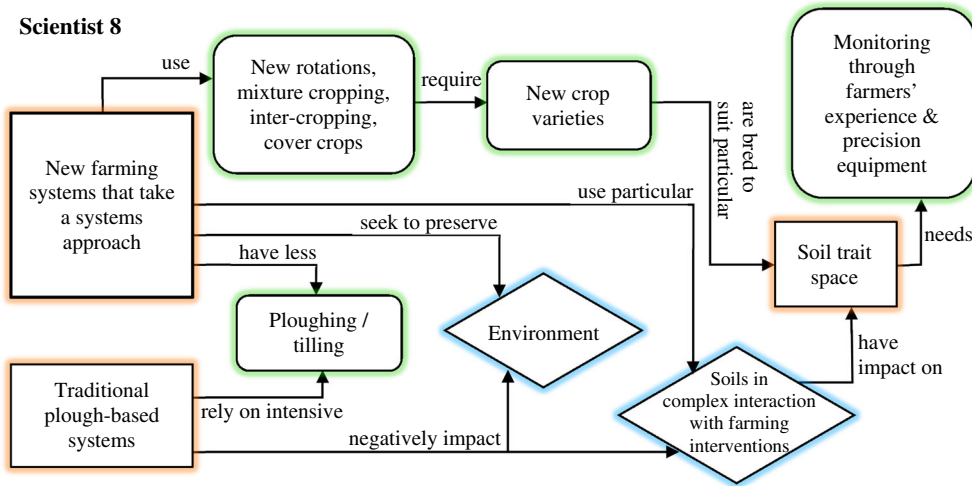 Scientist 8
use
New rotations,
mixture cropping,
inter-cropping,
cover crops
require
New crop
varieties
are bred to
suit particular
Monitoring
through
farmers’
experience &
precision
equipment
New farming
systems that take
a systems
approach
use particular
seek to preserve
have less
Soil trait
space
needs
Ploughing /
tilling
Environment
have
impact on
Traditional
plough-based
systems
rely on intensive
negatively impact
Soils in
complex interaction
with farming
interventions